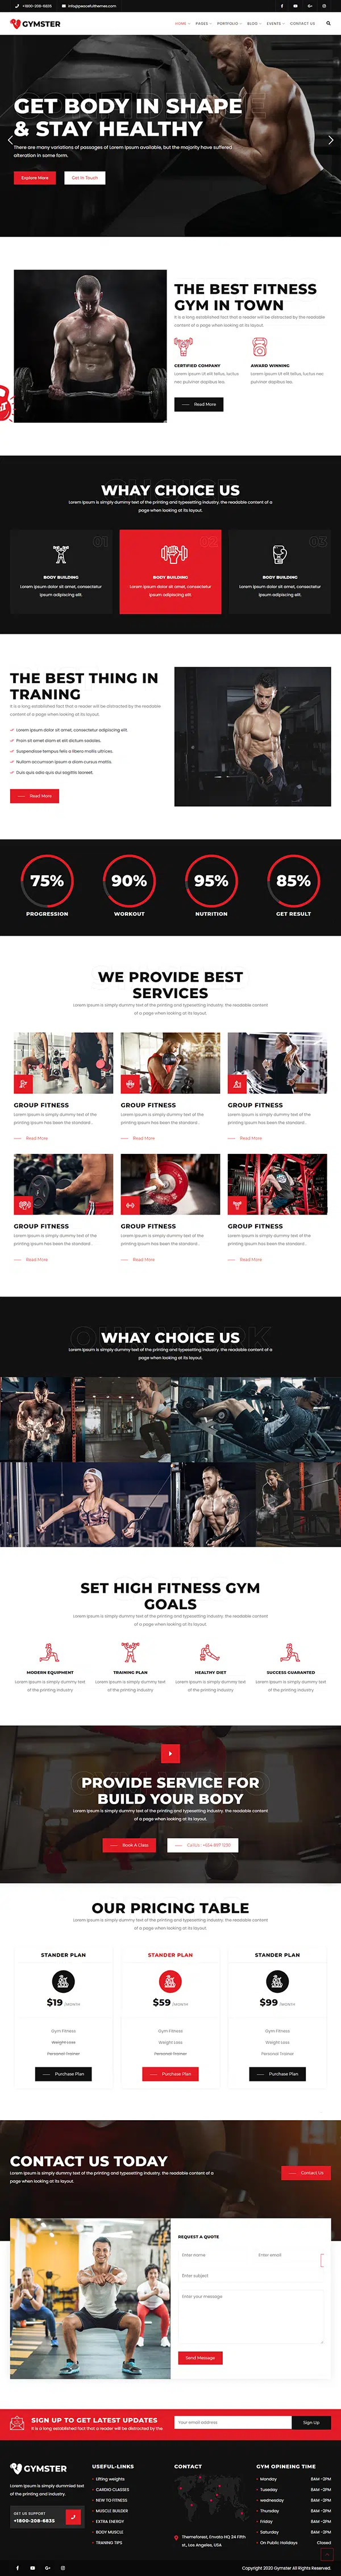 +1800-208-6835 info@peacefulthemes.com
GYMSTER HOME PAGES PORTFOLIO BLOG EVENTS CONTACT US
GET BODY IN SHAPE
& STAY HEALTHY
There are many variations of passages of Lorem Ipsum available, but the majority have suffered
alteration in some form.
Explore More Get In Touch
THE BEST FITNESS
GYM IN TOWN
It is a long established fact that a reader will be distracted by the readable
content of a page when looking at its layout.
CERTIFIED COMPANY
Lorem Ipsum Ut elit tellus, luctus
nec pulvinar dapibus leo.
AWARD WINNING
Lorem Ipsum Ut elit tellus, luctus
nec pulvinar dapibus leo.
Read More
WHAY CHOICE US
Lorem Ipsum is simply dummy text of the printing and typesetting industry. the readable content of a
page when looking at its layout.
01
BODY BUILDING
Lorem ipsum dolor sit amet, consectetur
ipsum adipiscing elit.
02
BODY BUILDING
Lorem ipsum dolor sit amet, consectetur
ipsum adipiscing elit.
03
BODY BUILDING
Lorem ipsum dolor sit amet, consectetur
ipsum adipiscing elit.
THE BEST THING IN
TRANING
It is a long established fact that a reader will be distracted by the readable
content of a page when looking at its layout.
Lorem ipsum dolor sit amet, consectetur adipiscing elit.
Proin sit amet diam et elit dictum sodales.
Suspendisse tempus felis a libero mollis ultrices.
Nullam accumsan ipsum a diam cursus mattis.
Duis quis odio quis dui sagittis laoreet.
Read More
75% 90% 95% 85%
PROGRESSION WORKOUT NUTRITION GET RESULT
WE PROVIDE BEST
SERVICES
Lorem Ipsum is simply dummy text of the printing and typesetting industry. the readable content
of a page when looking at its layout.
GROUP FITNESS
Lorem Ipsum is simply dummy text of the
printing Ipsum has been the standard .
Read More
GROUP FITNESS
Lorem Ipsum is simply dummy text of the
printing Ipsum has been the standard .
Read More
GROUP FITNESS
Lorem Ipsum is simply dummy text of the
printing Ipsum has been the standard .
Read More
GROUP FITNESS
Lorem Ipsum is simply dummy text of the
printing Ipsum has been the standard .
Read More
GROUP FITNESS
Lorem Ipsum is simply dummy text of the
printing Ipsum has been the standard .
Read More
GROUP FITNESS
Lorem Ipsum is simply dummy text of the
printing Ipsum has been the standard .
Read More
WHAY CHOICE US
Lorem Ipsum is simply dummy text of the printing and typesetting industry. the readable content of a
page when looking at its layout.
SET HIGH FITNESS GYM
GOALS
Lorem Ipsum is simply dummy text of the printing and typesetting industry. the readable content
of a page when looking at its layout.
MODERN EQUIPMENT
Lorem Ipsum is simply dummy text
of the printing industry
TRAINING PLAN
Lorem Ipsum is simply dummy text
of the printing industry
HEALTHY DIET
Lorem Ipsum is simply dummy text
of the printing industry
SUCCESS GUARANTED
Lorem Ipsum is simply dummy text
of the printing industry
PROVIDE SERVICE FOR
BUILD YOUR BODY
Lorem Ipsum is simply dummy text of the printing and typesetting industry. the readable content
of a page when looking at its layout.
Book A Class
OUR PRICING TABLE
Lorem Ipsum is simply dummy text of the printing and typesetting industry. the readable content
of a page when looking at its layout.
STANDER PLAN
$19
Gym Fitness
Weight Loss
Personal Trainer
Purchase Plan
STANDER PLAN
$59
Gym Fitness
Weight Loss
Personal Trainer
Purchase Plan
STANDER PLAN
$99
Gym Fitness
Weight Loss
Personal Trainer
Purchase Plan
CONTACT US TODAY
Lorem Ipsum is simply dummy text of the printing and typesetting industry. the readable content of a
page when looking at its layout.
Contact Us
REQUEST A QUOTE
Enter name Enter email
Enter subject
Enter your message
Send Message
SIGN UP TO GET LATEST UPDATES
It is a long established fact that a reader will be distracted by the
Your email address Sign Up
GYMSTER
Lorem Ipsum is simply dummied text
of the printing and industry.
GET US SUPPORT
+1800-208-6835
USEFUL-LINKS
Lifting weights
CARDIO CLASSES
NEW TO FITNESS
MUSCLE BUILDER
EXTRA ENERGY
BODY MUSCLE
TRAINING TIPS
CONTACT
Themeforest, Envato HQ 24 Fifth
st., Los Angeles, USA
GYM OPINEING TIME
Monday 8AM -2PM
Tuesday 8AM -2PM
wednesday 8AM -2PM
Thursday 8AM -2PM
Friday 8AM -2PM
Saturday 8AM -2PM
On Public Holidays Closed
Copyright 2020 Gymster All Rights Reserved.